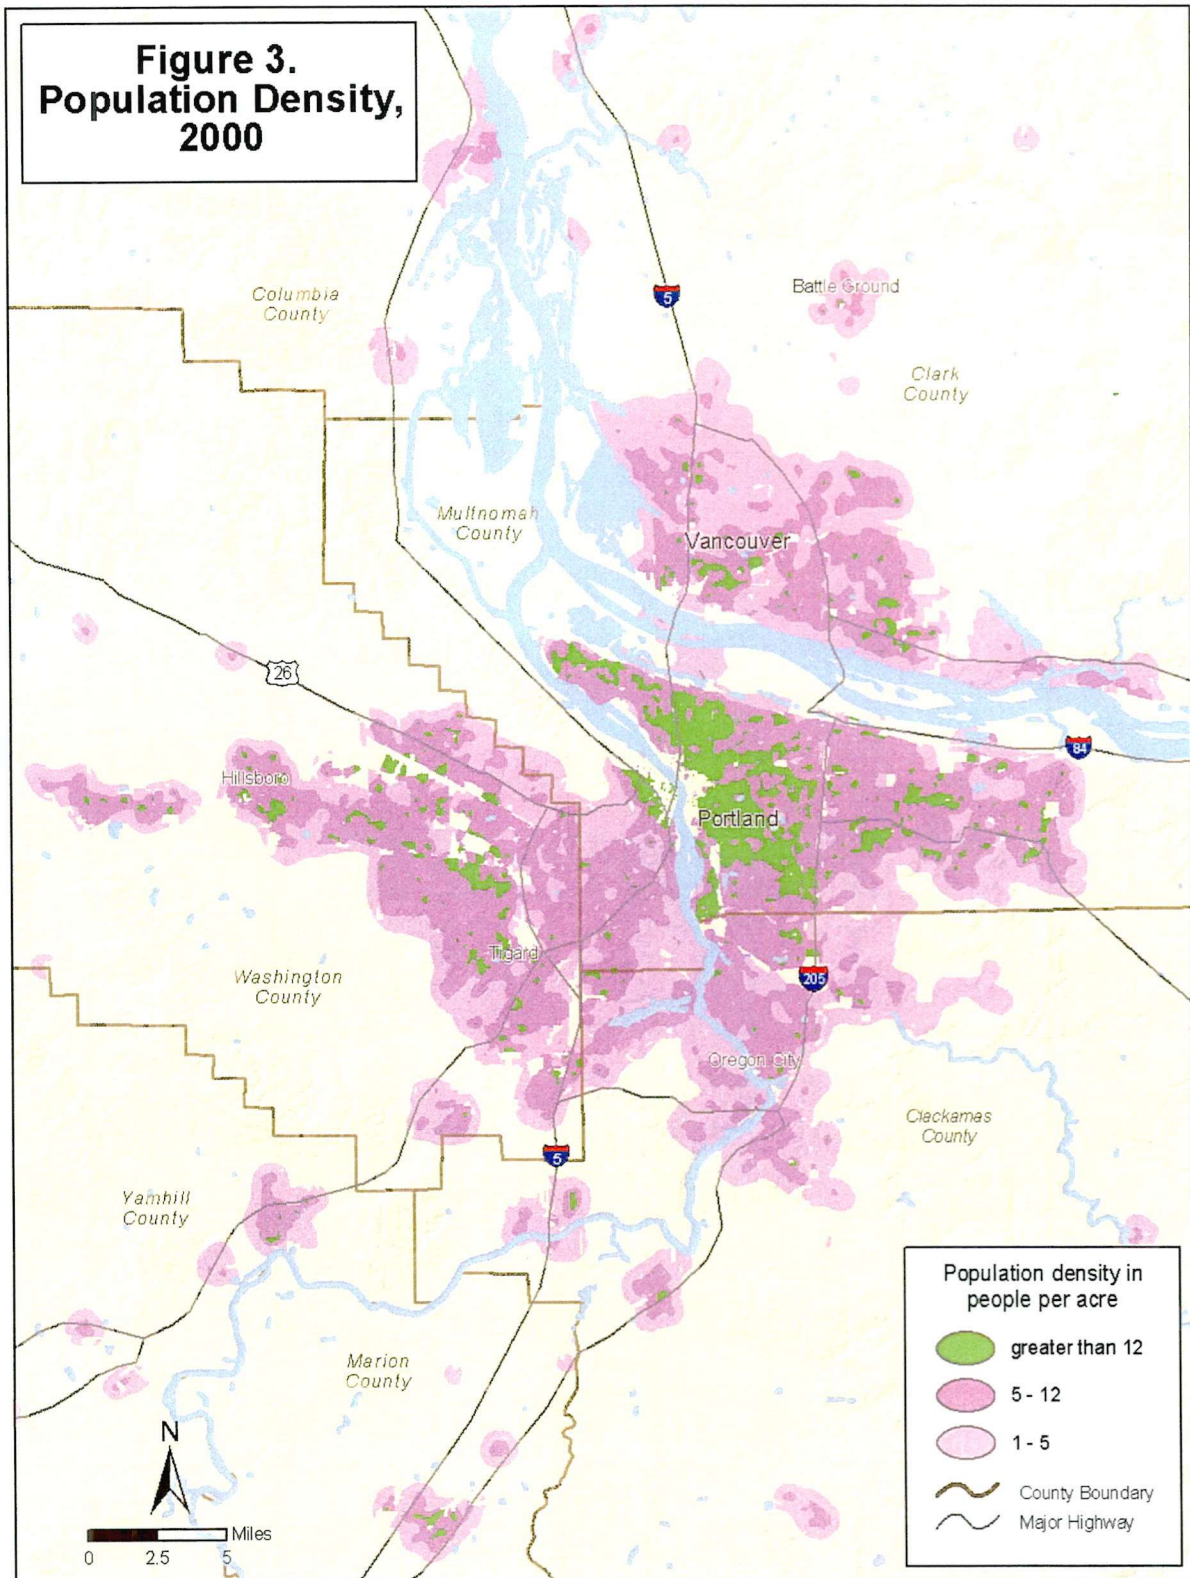 Figure 3.
Population Density,
2000
Columbia
County
5
Battle Ground
Clark
County
Multnomah
County
Vancouver
26
84
Hillsboro
Portland
Tigard
Washington
County
205
Oregon City
Clackamas
County
5
Yamhill
County
Marion
County
N
Miles
0 2.5 5
Population density in
people per acre
greater than 12
5 - 12
1 - 5
County Boundary
Major Highway